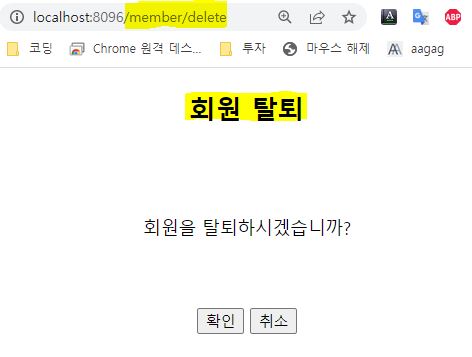 localhost:8096/member/delete
코딩 Chrome 원격 데스... 투자 마우스 해제 aagag
회원 탈퇴
회원을 탈퇴하시겠습니까?
확인 취소